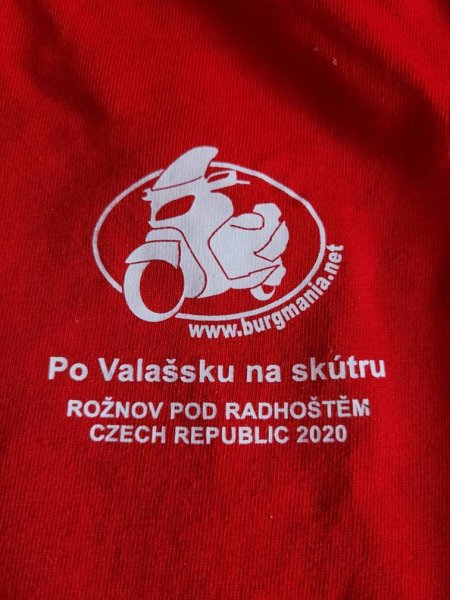 www.burgmania.net
Po Valašsku na skútru
ROŽNOV POD RADHOŠTĚM
CZECH REPUBLIC 2020